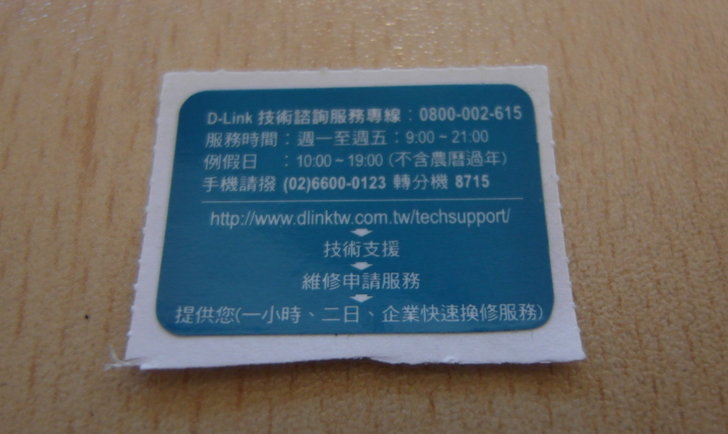 D-Link 技術諮詢服務專線：0800-002-615
服務時間：週一至週五：9:00~21:00
例假日　：10:00~19:00 (不含農曆過年)
手機請撥 (02)6600-0123 轉分機 8715
http://www.dlinktw.com.tw/techsupport/
技術支援
維修申請服務
提供您(一小時、二日、企業快速換修服務)